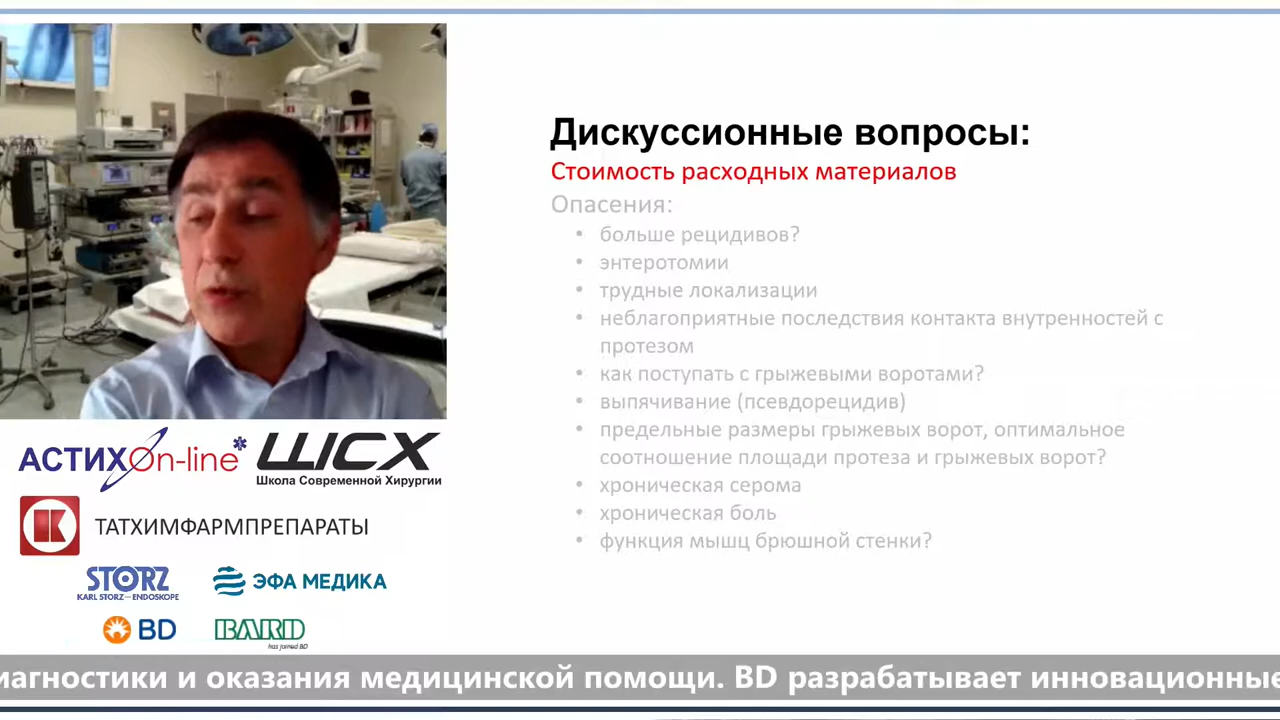 Дискуссионные вопросы:
Стоимость расходных материалов
Опасения:
• больше рецидивов?
• энтеротомии
• трудные локализации
• неблагоприятные последствия контакта внутренностей с
протезом
• как поступать с грыжевыми воротами?
• выпячивание (псевдорецидив)
• предельные размеры грыжевых ворот, оптимальное
соотношение площади протеза и грыжевых ворот?
• хроническая серома
• хроническая боль
• функция мышц брюшной стенки?
АСТИХOn-line*
ШСХ
Школа Современной Хирургии
ТАТХИМФАРМПРЕПАРАТЫ
STORZ
KARL STORZ—ENDOSKOPE
ЭФА МЕДИКА
BD
BARD
has joined BD
иагностики и оказания медицинской помощи. BD разрабатывает инновационные